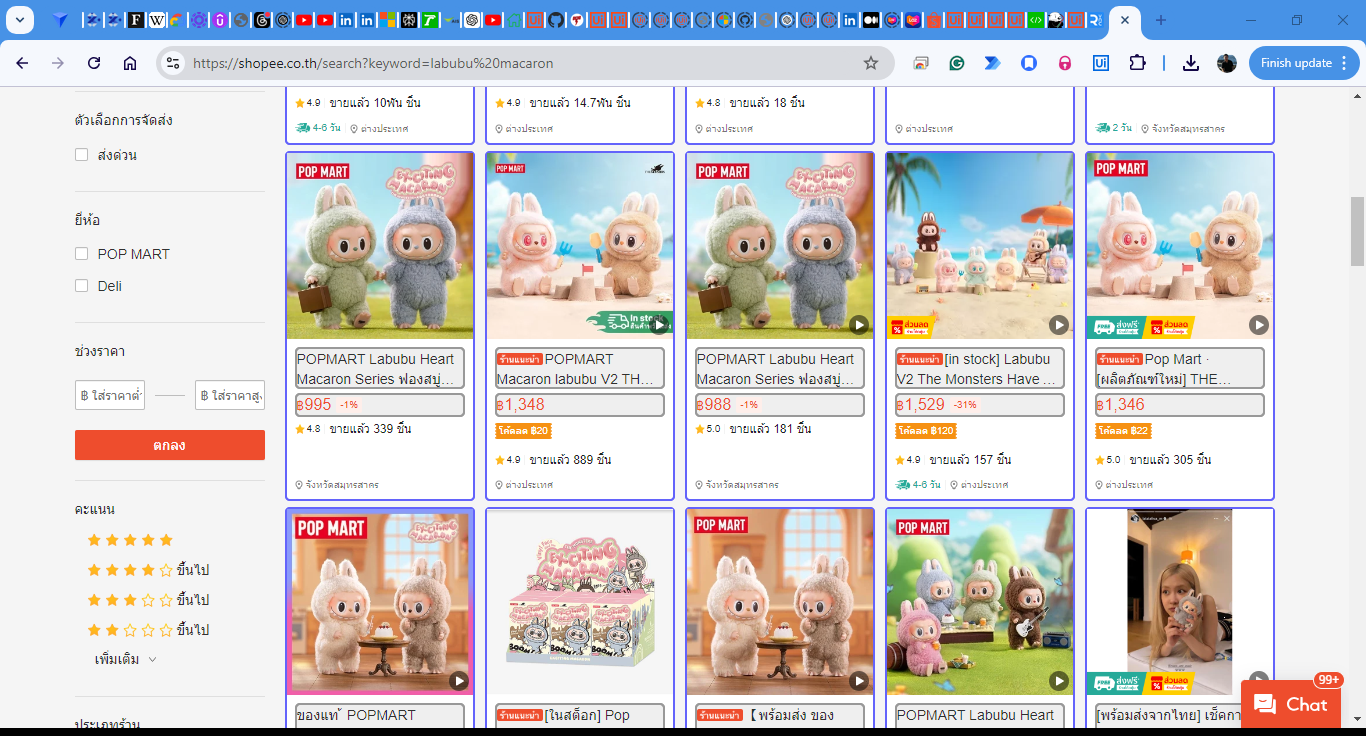 Finish update
https://shopee.co.th/search?keyword=labubu%20macaron
ตัวเลือกการจัดส่ง
ส่งด่วน
ยี่ห้อ
POP MART
Deli
ช่วงราคา
฿ ใส่ราคาต่ำ
฿ ใส่ราคาสูง
ตกลง
คะแนน
ขึ้นไป
ขึ้นไป
ขึ้นไป
เพิ่มเติม
ประเภทร้าน
4.9 ขายแล้ว 10พัน ชิ้น
4-6 วัน ต่างประเทศ
4.9 ขายแล้ว 14.7พัน ชิ้น
ต่างประเทศ
4.8 ขายแล้ว 18 ชิ้น
ต่างประเทศ
ต่างประเทศ
2 วัน จังหวัดสมุทรสาคร
POP MART
EXCITING MACARON
POPMART Labubu Heart
Macaron Series ฟองสบู่...
฿995 -1%
4.8 ขายแล้ว 339 ชิ้น
จังหวัดสมุทรสาคร
POP MART
In stock
ร้านแนะนำ POPMART
Macaron labubu V2 TH...
฿1,348
โค้ดลด ฿20
4.9 ขายแล้ว 889 ชิ้น
ต่างประเทศ
POP MART
EXCITING MACARON
POPMART Labubu Heart
Macaron Series ฟองสบู่...
฿988 -1%
5.0 ขายแล้ว 181 ชิ้น
จังหวัดสมุทรสาคร
ส่วนลด
ร้านแนะนำ [in stock] Labubu
V2 The Monsters Have ...
฿1,529 -31%
โค้ดลด ฿120
4.9 ขายแล้ว 157 ชิ้น
4-6 วัน ต่างประเทศ
POP MART
FREE ส่งฟรี* ส่วนลด
ร้านแนะนำ Pop Mart ·
[ผลิตภัณฑ์ใหม่] THE...
฿1,346
โค้ดลด ฿22
5.0 ขายแล้ว 305 ชิ้น
ต่างประเทศ
POP MART
EXCITING MACARON
ของแท้ POPMART
EXCITING MACARON
ร้านแนะนำ [ในสต็อก] Pop
POP MART
ร้านแนะนำ 【พร้อมส่ง ของ
POP MART
POPMART Labubu Heart
FREE ส่งฟรี* ส่วนลด
[พร้อมส่งจากไทย] เช็คกา
99+
Chat